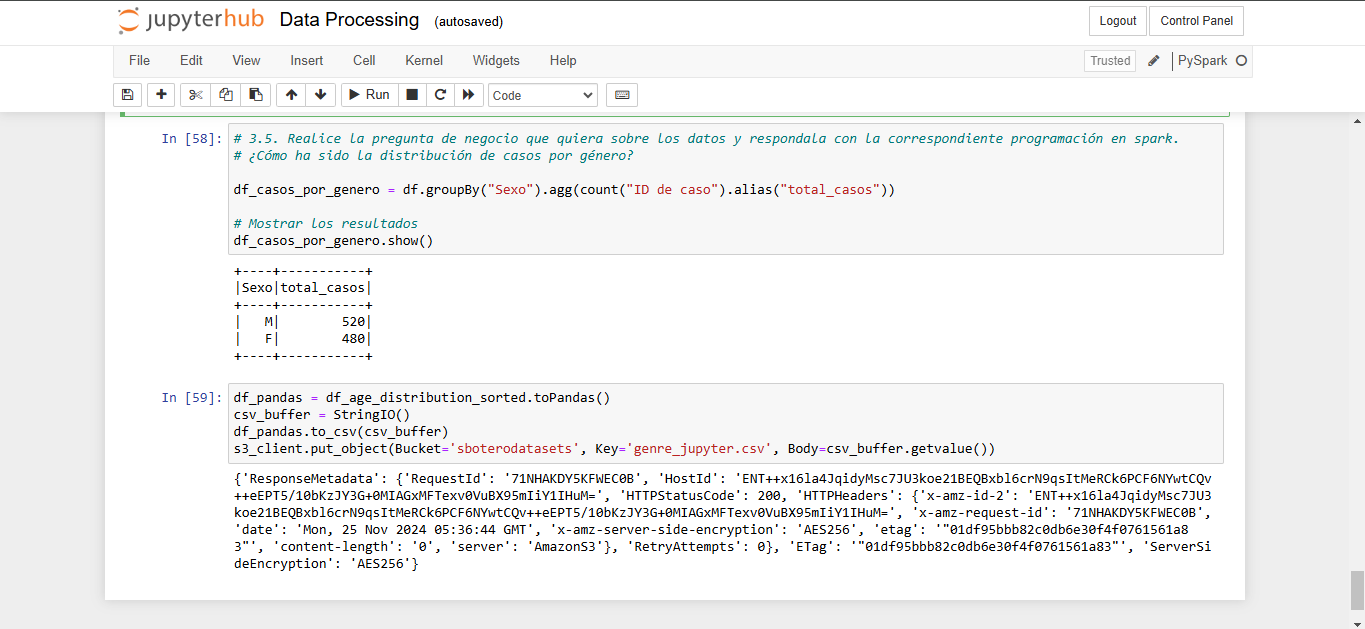 jupyterhub Data Processing (autosaved) Logout Control Panel
File Edit View Insert Cell Kernel Widgets Help Trusted PySpark
Run Code
In [58]: # 3.5. Realice la pregunta de negocio que quiera sobre los datos y respondala con la correspondiente programación en spark.
# ¿Cómo ha sido la distribución de casos por género?
df_casos_por_genero = df.groupBy("Sexo").agg(count("ID de caso").alias("total_casos"))
# Mostrar los resultados
df_casos_por_genero.show()
+----+-----------+
|Sexo|total_casos|
+----+-----------+
|   M|        520|
|   F|        480|
+----+-----------+
In [59]: df_pandas = df_age_distribution_sorted.toPandas()
csv_buffer = StringIO()
df_pandas.to_csv(csv_buffer)
s3_client.put_object(Bucket='sboterodatasets', Key='genre_jupyter.csv', Body=csv_buffer.getvalue())
{'ResponseMetadata': {'RequestId': '71NHAKDY5KFWEC0B', 'HostId': 'ENT++x16la4JqidyMsc7JU3koe21BEQBxbl6crN9qsItMeRCk6PCF6NYwtCQv
++eEPT5/10bKzJY3G+0MIAGxMFTexv0VuBX95mIiY1IHuM=', 'HTTPStatusCode': 200, 'HTTPHeaders': {'x-amz-id-2': 'ENT++x16la4JqidyMsc7JU3
koe21BEQBxbl6crN9qsItMeRCk6PCF6NYwtCQv++eEPT5/10bKzJY3G+0MIAGxMFTexv0VuBX95mIiY1IHuM=', 'x-amz-request-id': '71NHAKDY5KFWEC0B',
'date': 'Mon, 25 Nov 2024 05:36:44 GMT', 'x-amz-server-side-encryption': 'AES256', 'etag': '"01df95bbb82c0db6e30f4f0761561a8
3"', 'content-length': '0', 'server': 'AmazonS3'}, 'RetryAttempts': 0}, 'ETag': '"01df95bbb82c0db6e30f4f0761561a83"', 'ServerSi
deEncryption': 'AES256'}